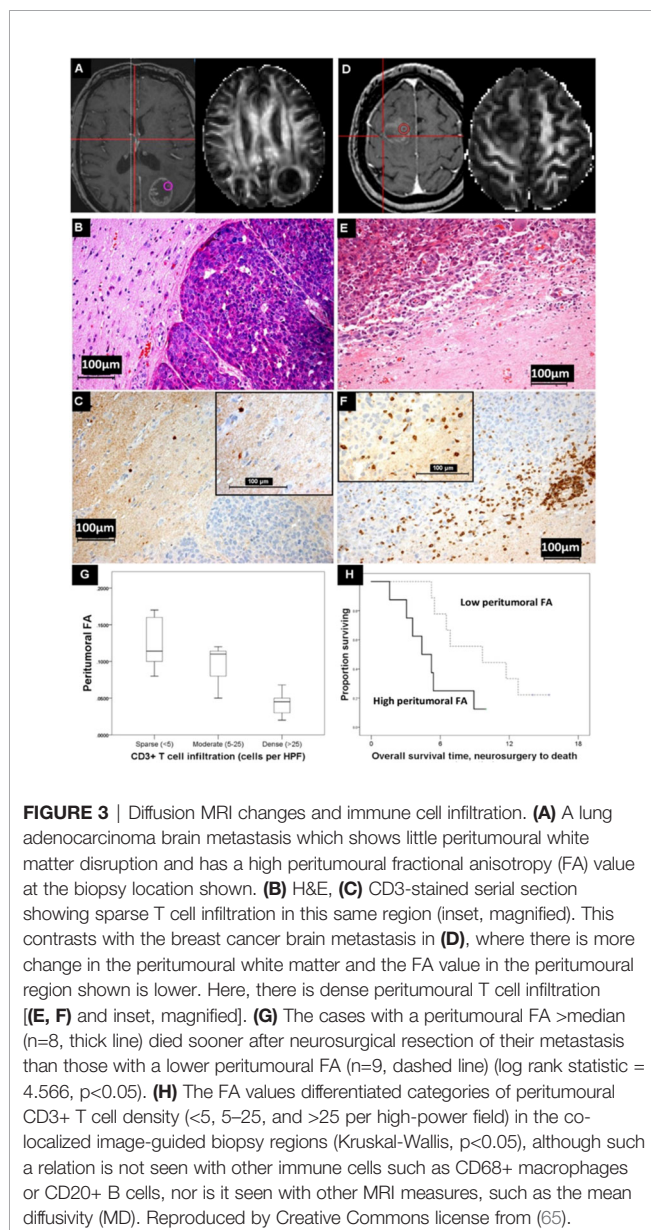 A
D
B
100µm
E
100µm
C
100 µm
100µm
F
100 µm
100µm
G
Peritumoral FA
.2000
.1500
.1000
.0500
.0000
Sparse (<5)
Moderate (5-25)
Dense (>25)
CD3+ T cell infiltration (cells per HPF)
H
Proportion surviving
Low peritumoral FA
High peritumoral FA
0
6
12
18
Overall survival time, neurosurgery to death
FIGURE 3 | Diffusion MRI changes and immune cell infiltration. (A) A lung
adenocarcinoma brain metastasis which shows little peritumoural white
matter disruption and has a high peritumoural fractional anisotropy (FA) value
at the biopsy location shown. (B) H&E, (C) CD3-stained serial section
showing sparse T cell infiltration in this same region (inset, magnified). This
contrasts with the breast cancer brain metastasis in (D), where there is more
change in the peritumoural white matter and the FA value in the peritumoural
region shown is lower. Here, there is dense peritumoural T cell infiltration
[(E, F) and inset, magnified]. (G) The cases with a peritumoural FA >median
(n=8, thick line) died sooner after neurosurgical resection of their metastasis
than those with a lower peritumoural FA (n=9, dashed line) (log rank statistic =
4.566, p<0.05). (H) The FA values differentiated categories of peritumoural
CD3+ T cell density (<5, 5–25, and >25 per high-power field) in the co-
localized image-guided biopsy regions (Kruskal-Wallis, p<0.05), although such
a relation is not seen with other immune cells such as CD68+ macrophages
or CD20+ B cells, nor is it seen with other MRI measures, such as the mean
diffusivity (MD). Reproduced by Creative Commons license from (65).